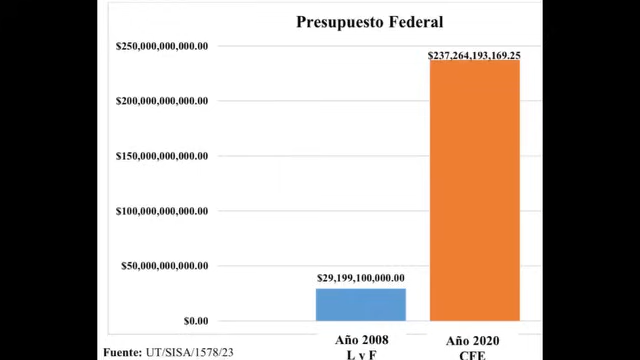 Presupuesto Federal
$250,000,000,000.00
$237,264,193,169.25
$200,000,000,000.00
$150,000,000,000.00
$100,000,000,000.00
$50,000,000,000.00
$29,199,100,000.00
$0.00
Año 2008
L y F
Año 2020
CFE
Fuente: UT/SISA/1578/23